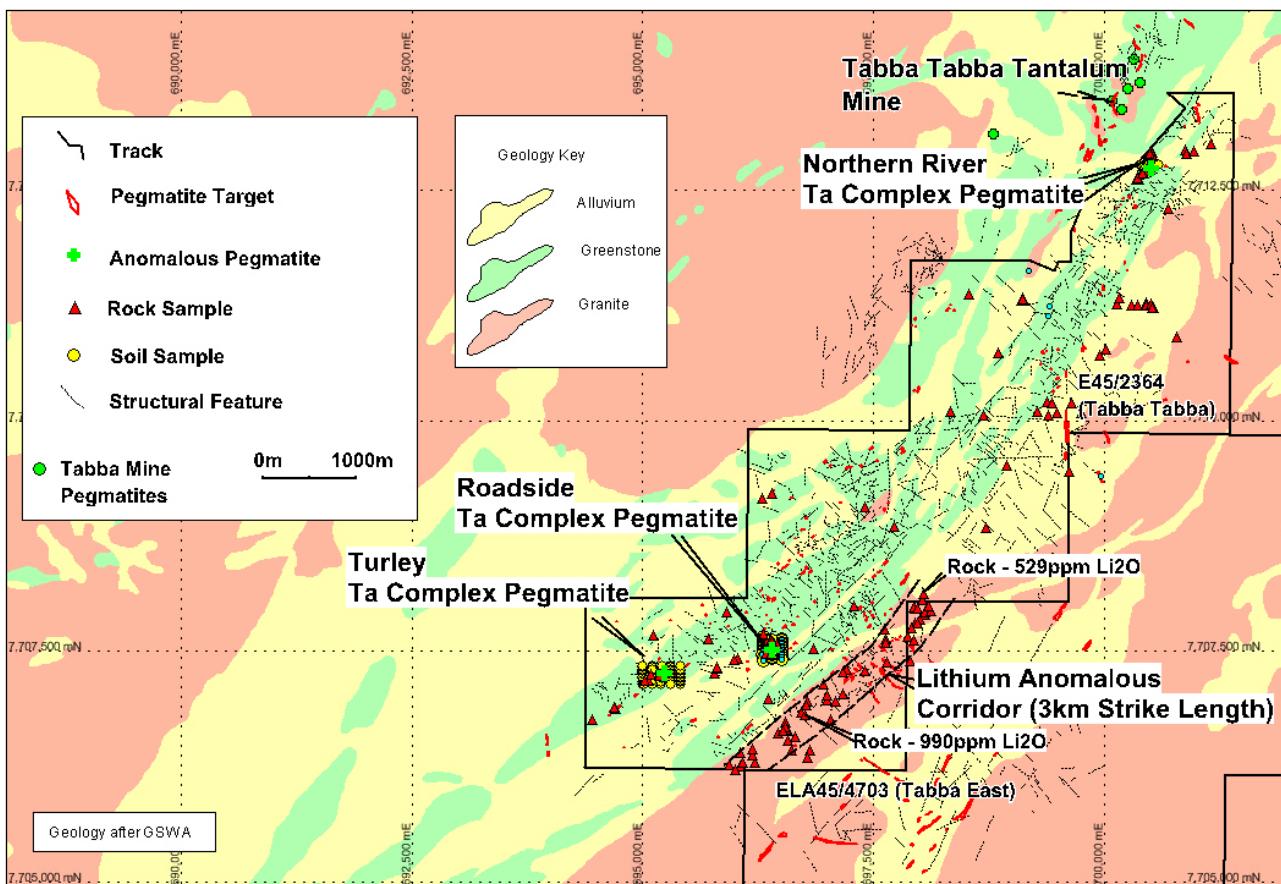 690,000 mE
692,500 mE
695,000 mE
697,500 mE
Tabba Tabba Tantalum
Mine
Track
Pegmatite Target
Anomalous Pegmatite
Rock Sample
Soil Sample
Structural Feature
0m 1000m
Tabba Mine
Pegmatites
Geology Key
Alluvium
Greenstone
Granite
Northern River
Ta Complex Pegmatite
7,712,500 mN
E45/2364
(Tabba Tabba)
Roadside
Ta Complex Pegmatite
Turley
Ta Complex Pegmatite
Rock - 529ppm Li2O
7,707,500 mN
7,707,500 mN
Lithium Anomalous
Corridor (3km Strike Length)
Rock - 990ppm Li2O
ELA45/4703 (Tabba East)
Geology after GSWA
692,500 mE
695,000 mE
697,500 mE
700,000 mE
7,705,000 mN
7,705,000 mN